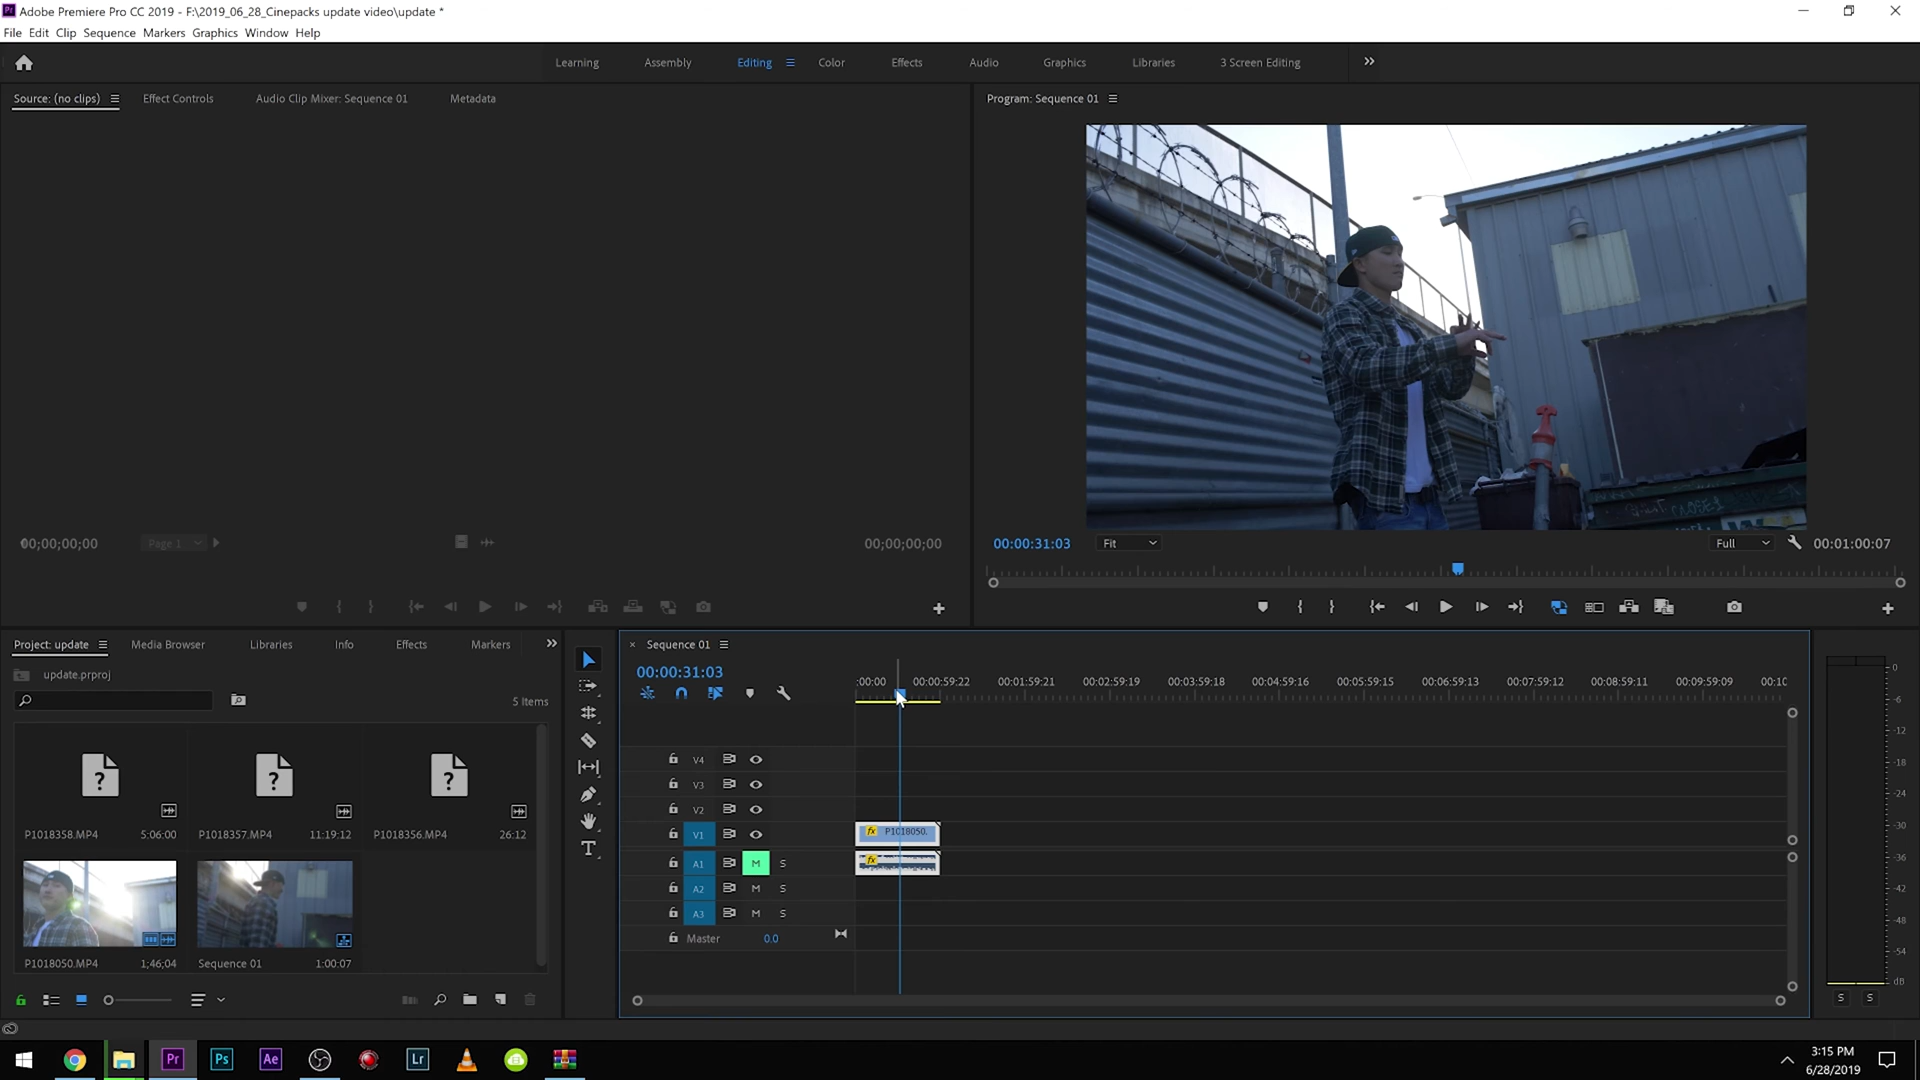 Adobe Premiere Pro CC 2019 - F:\2019_06_28_Cinepacks update video\update *
File Edit Clip Sequence Markers Graphics Window Help
Learning Assembly Editing Color Effects Audio Graphics Libraries 3 Screen Editing
Source: (no clips) Effect Controls Audio Clip Mixer: Sequence 01 Metadata
Program: Sequence 01
00;00;00;00 Page 1 00;00;00;00
00:00:31:03 Fit Full 00:01:00:07
Project: update Media Browser Libraries Info Effects Markers
update.prproj
5 Items
P1018358.MP4 5:06:00
P1018357.MP4 11:19:12
P1018356.MP4 26:12
P1018050.MP4 1;46;04
Sequence 01 1:00:07
Sequence 01
00:00:31:03
:00:00 00:00:59:22 00:01:59:21 00:02:59:19 00:03:59:18 00:04:59:16 00:05:59:15 00:06:59:13 00:07:59:12 00:08:59:11 00:09:59:09 00:10
V4
V3
V2
V1 fx P1018050.
A1 M S fx
A2 M S
A3 M S
Master 0.0
0
-6
-12
-18
-24
-30
-36
-42
-48
-54
dB
S S
Pr Ps Ae Lr
3:15 PM
6/28/2019